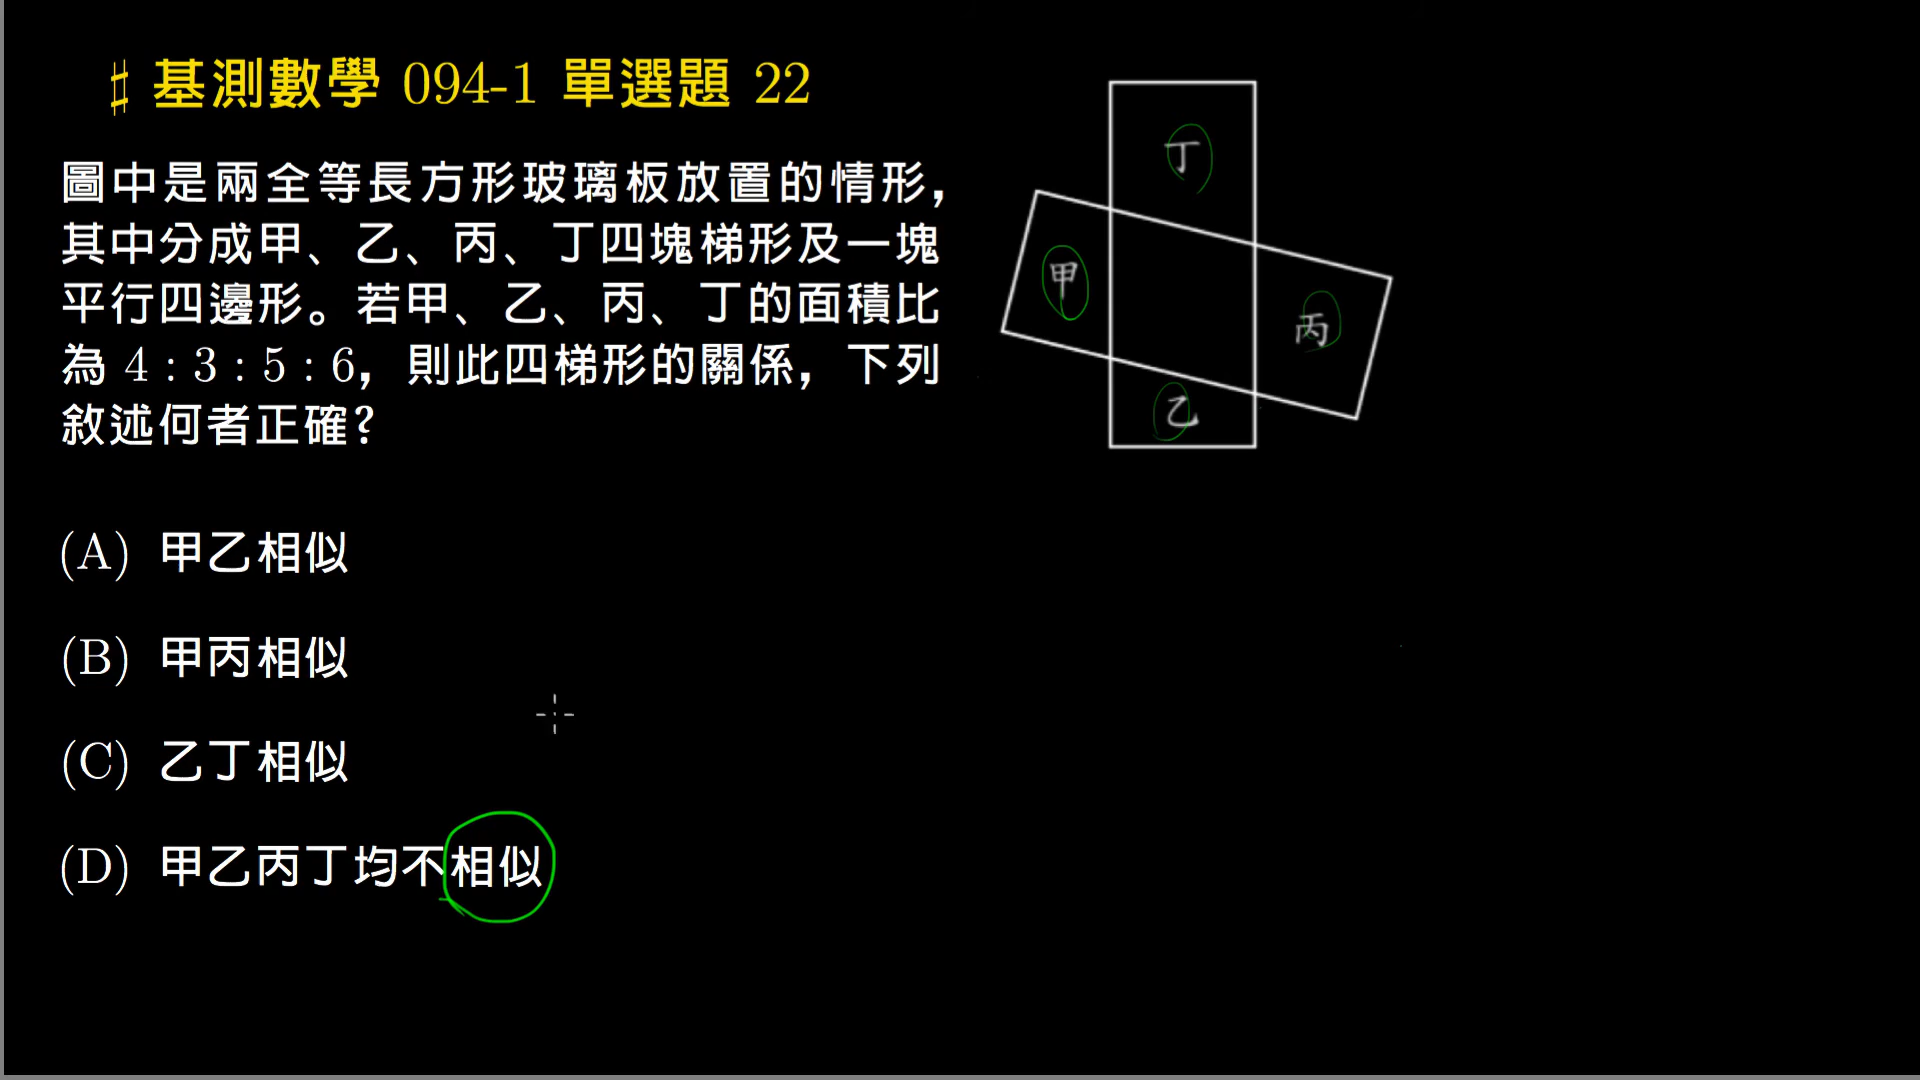 ♯ 基測數學 094-1 單選題 22
圖中是兩全等長方形玻璃板放置的情形，
其中分成甲、乙、丙、丁四塊梯形及一塊
平行四邊形。若甲、乙、丙、丁的面積比
為 4 : 3 : 5 : 6，則此四梯形的關係，下列
敘述何者正確?
(A) 甲乙相似
(B) 甲丙相似
(C) 乙丁相似
(D) 甲乙丙丁均不相似
丁
甲
丙
乙